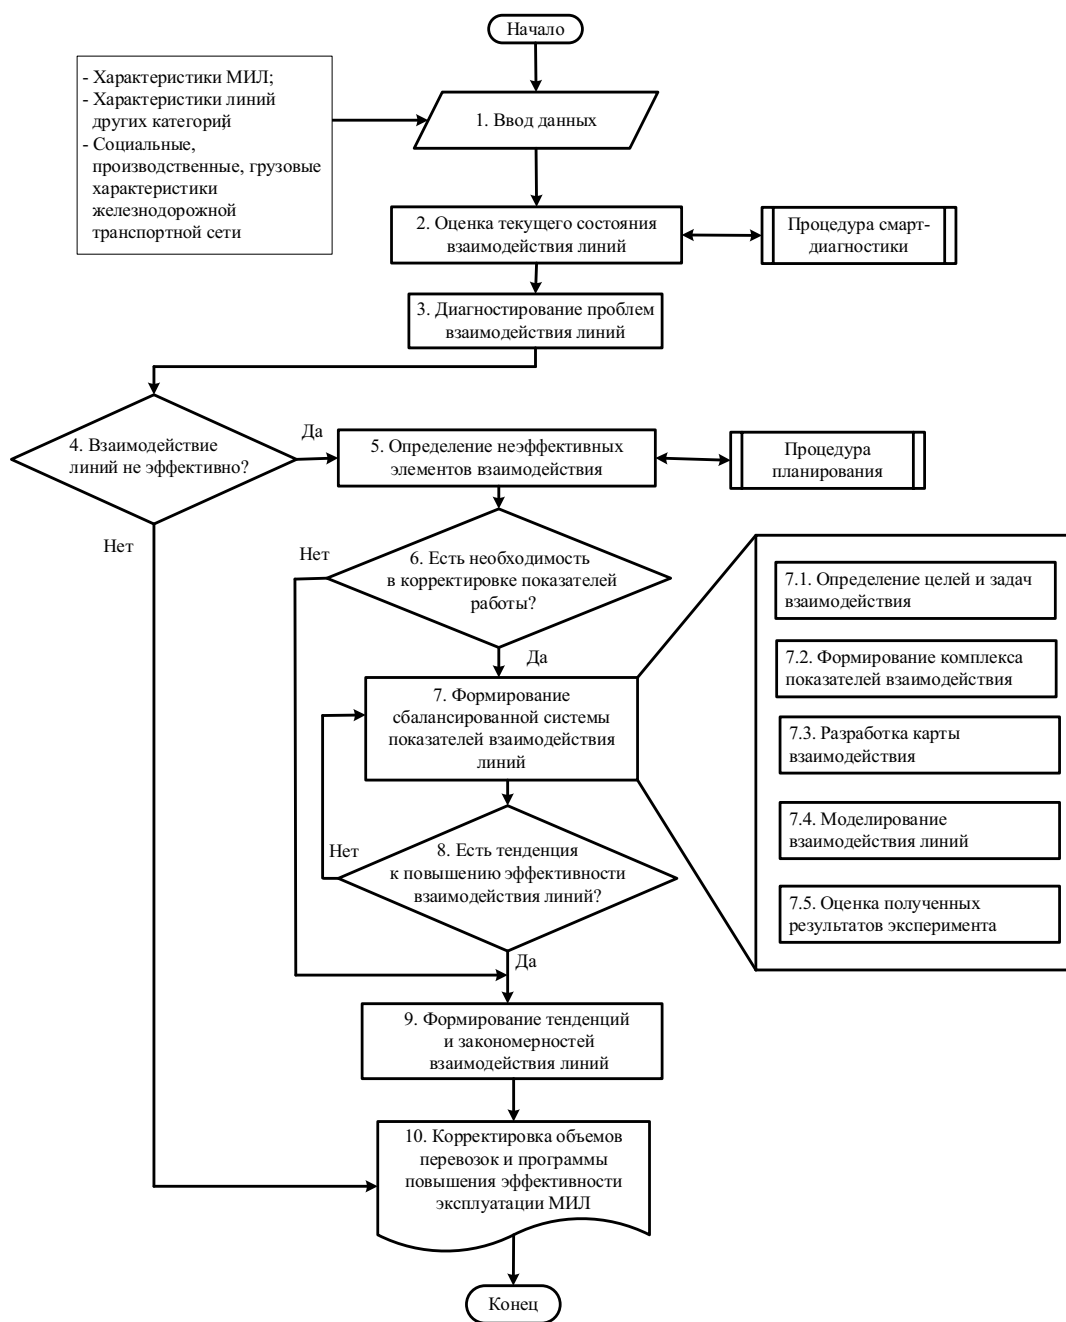 Начало
- Характеристики МИЛ;
- Характеристики линий
других категорий
- Социальные,
производственные, грузовые
характеристики
железнодорожной
транспортной сети
1. Ввод данных
2. Оценка текущего состояния
взаимодействия линий
Процедура смарт-
диагностики
3. Диагностирование проблем
взаимодействия линий
4. Взаимодействие
линий не эффективно?
Да
5. Определение неэффективных
элементов взаимодействия
Процедура
планирования
Нет
Нет
6. Есть необходимость
в корректировке показателей
работы?
Да
7. Формирование
сбалансированной системы
показателей взаимодействия
линий
7.1. Определение целей и задач
взаимодействия
7.2. Формирование комплекса
показателей взаимодействия
7.3. Разработка карты
взаимодействия
7.4. Моделирование
взаимодействия линий
7.5. Оценка полученных
результатов эксперимента
Нет
8. Есть тенденция
к повышению эффективности
взаимодействия линий?
Да
9. Формирование тенденций
и закономерностей
взаимодействия линий
10. Корректировка объемов
перевозок и программы
повышения эффективности
эксплуатации МИЛ
Конец